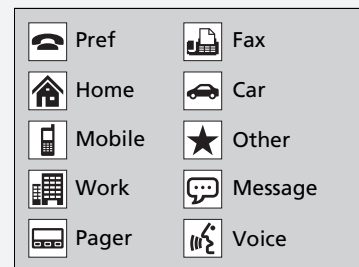 Pref
Home
Mobile
Work
Pager
Fax
Car
Other
Message
Voice